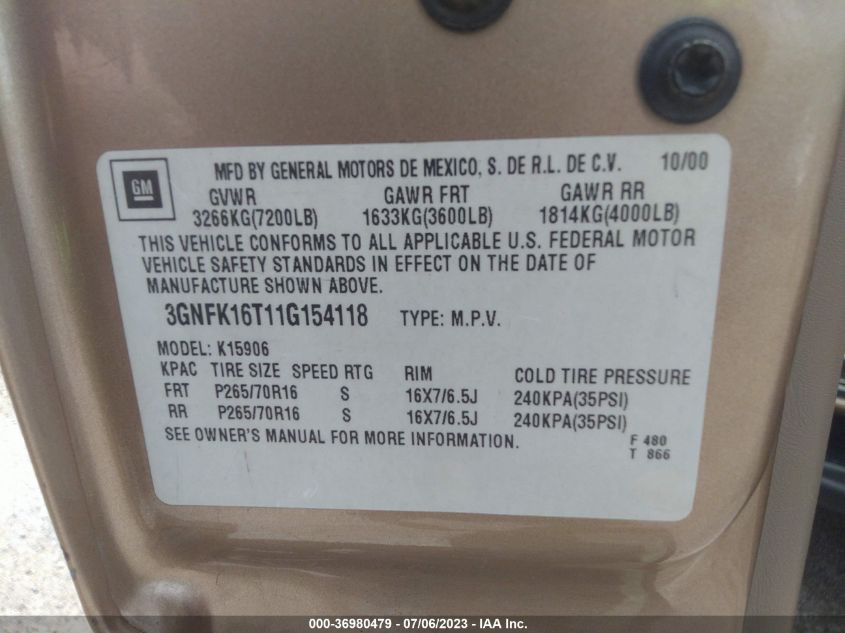 GM
MFD BY GENERAL MOTORS DE MEXICO, S. DE R.L. DE C.V. 10/00
GVWR GAWR FRT GAWR RR
3266KG(7200LB) 1633KG(3600LB) 1814KG(4000LB)
THIS VEHICLE CONFORMS TO ALL APPLICABLE U.S. FEDERAL MOTOR
VEHICLE SAFETY STANDARDS IN EFFECT ON THE DATE OF
MANUFACTURE SHOWN ABOVE.
3GNFK16T11G154118 TYPE: M.P.V.
MODEL: K15906
KPAC TIRE SIZE SPEED RTG RIM COLD TIRE PRESSURE
FRT P265/70R16 S 16X7/6.5J 240KPA(35PSI)
RR P265/70R16 S 16X7/6.5J 240KPA(35PSI)
SEE OWNER'S MANUAL FOR MORE INFORMATION.
F 480
T 866
000-36980479 - 07/06/2023 - IAA Inc.